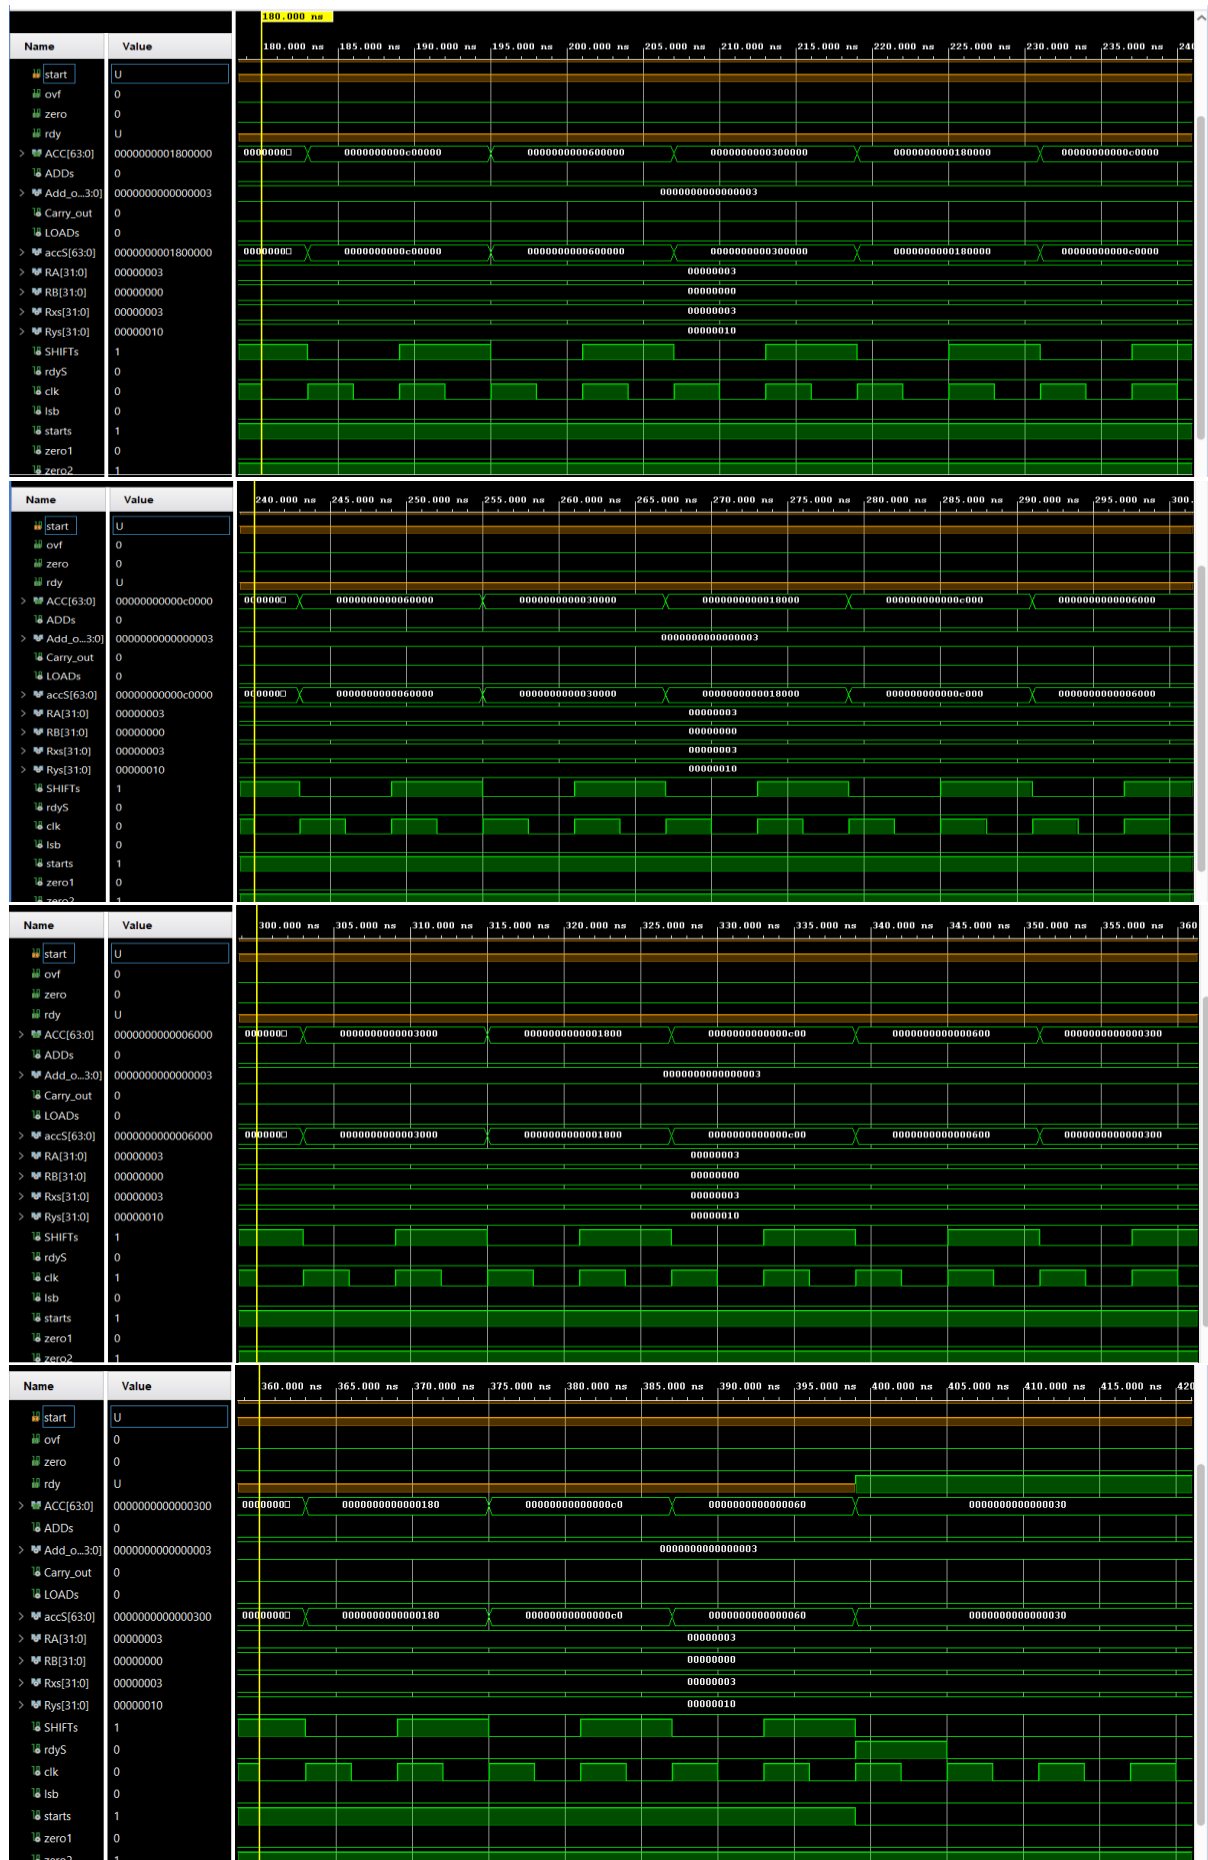 180.000 ns
Name Value 180.000 ns 185.000 ns 190.000 ns 195.000 ns 200.000 ns 205.000 ns 210.000 ns 215.000 ns 220.000 ns 225.000 ns 230.000 ns 235.000 ns 240
start U
ovf 0
zero 0
rdy U
> ACC[63:0] 0000000001800000 0000000 0000000000c00000 0000000000600000 0000000000300000 0000000000180000 00000000000c0000
ADDs 0
> Add_o...3:0] 0000000000000003 0000000000000003
Carry_out 0
LOADs 0
> accS[63:0] 0000000001800000 0000000 0000000000c00000 0000000000600000 0000000000300000 0000000000180000 00000000000c0000
> RA[31:0] 00000003 00000003
> RB[31:0] 00000000 00000000
> Rxs[31:0] 00000003 00000003
> Rys[31:0] 00000010 00000010
SHIFTs 1
rdyS 0
clk 0
lsb 0
starts 1
zero1 0
zero2 1
Name Value 240.000 ns 245.000 ns 250.000 ns 255.000 ns 260.000 ns 265.000 ns 270.000 ns 275.000 ns 280.000 ns 285.000 ns 290.000 ns 295.000 ns 300.
start U
ovf 0
zero 0
rdy U
> ACC[63:0] 00000000000c0000 000000 0000000000060000 0000000000030000 0000000000018000 000000000000c000 0000000000006000
ADDs 0
> Add_o...3:0] 0000000000000003 0000000000000003
Carry_out 0
LOADs 0
> accS[63:0] 00000000000c0000 000000 0000000000060000 0000000000030000 0000000000018000 000000000000c000 0000000000006000
> RA[31:0] 00000003 00000003
> RB[31:0] 00000000 00000000
> Rxs[31:0] 00000003 00000003
> Rys[31:0] 00000010 00000010
SHIFTs 1
rdyS 0
clk 0
lsb 0
starts 1
zero1 0
zero2 1
Name Value 300.000 ns 305.000 ns 310.000 ns 315.000 ns 320.000 ns 325.000 ns 330.000 ns 335.000 ns 340.000 ns 345.000 ns 350.000 ns 355.000 ns 360
start U
ovf 0
zero 0
rdy U
> ACC[63:0] 0000000000006000 000000 0000000000003000 0000000000001800 0000000000000c00 0000000000000600 0000000000000300
ADDs 0
> Add_o...3:0] 0000000000000003 0000000000000003
Carry_out 0
LOADs 0
> accS[63:0] 0000000000006000 000000 0000000000003000 0000000000001800 0000000000000c00 0000000000000600 0000000000000300
> RA[31:0] 00000003 00000003
> RB[31:0] 00000000 00000000
> Rxs[31:0] 00000003 00000003
> Rys[31:0] 00000010 00000010
SHIFTs 1
rdyS 0
clk 1
lsb 0
starts 1
zero1 0
zero2 1
Name Value 360.000 ns 365.000 ns 370.000 ns 375.000 ns 380.000 ns 385.000 ns 390.000 ns 395.000 ns 400.000 ns 405.000 ns 410.000 ns 415.000 ns 420
start U
ovf 0
zero 0
rdy U
> ACC[63:0] 0000000000000300 0000000 0000000000000180 00000000000000c0 0000000000000060 0000000000000030
ADDs 0
> Add_o...3:0] 0000000000000003 0000000000000003
Carry_out 0
LOADs 0
> accS[63:0] 0000000000000300 0000000 0000000000000180 00000000000000c0 0000000000000060 0000000000000030
> RA[31:0] 00000003 00000003
> RB[31:0] 00000000 00000000
> Rxs[31:0] 00000003 00000003
> Rys[31:0] 00000010 00000010
SHIFTs 1
rdyS 0
clk 0
lsb 0
starts 1
zero1 0
zero2 1